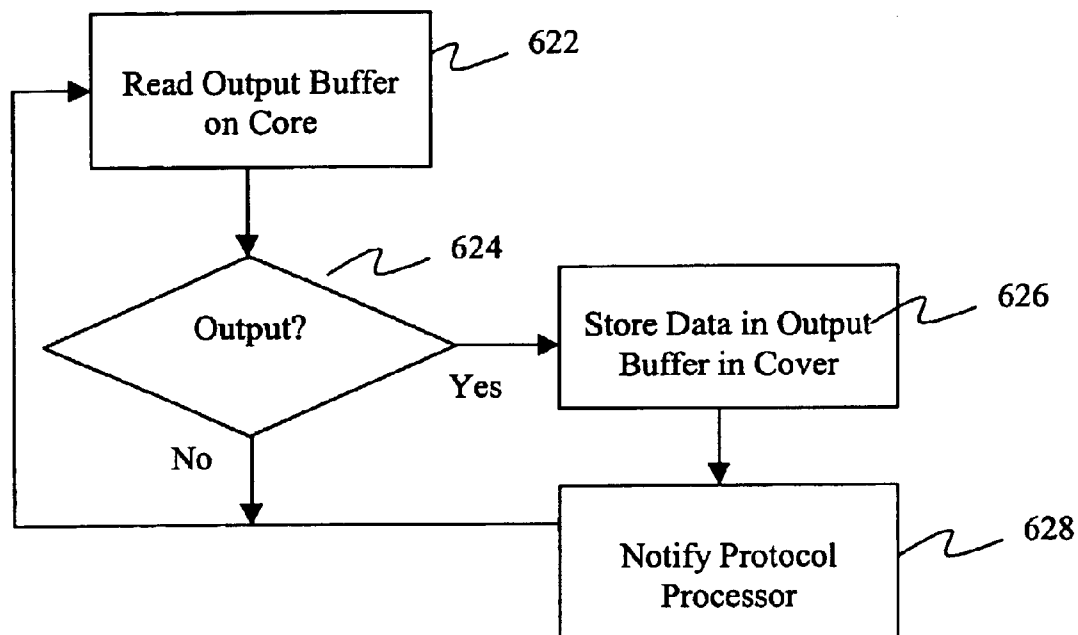 622
Read Output Buffer
on Core
624
Output?
626
Store Data in Output
Buffer in Cover
Yes
No
628
Notify Protocol
Processor